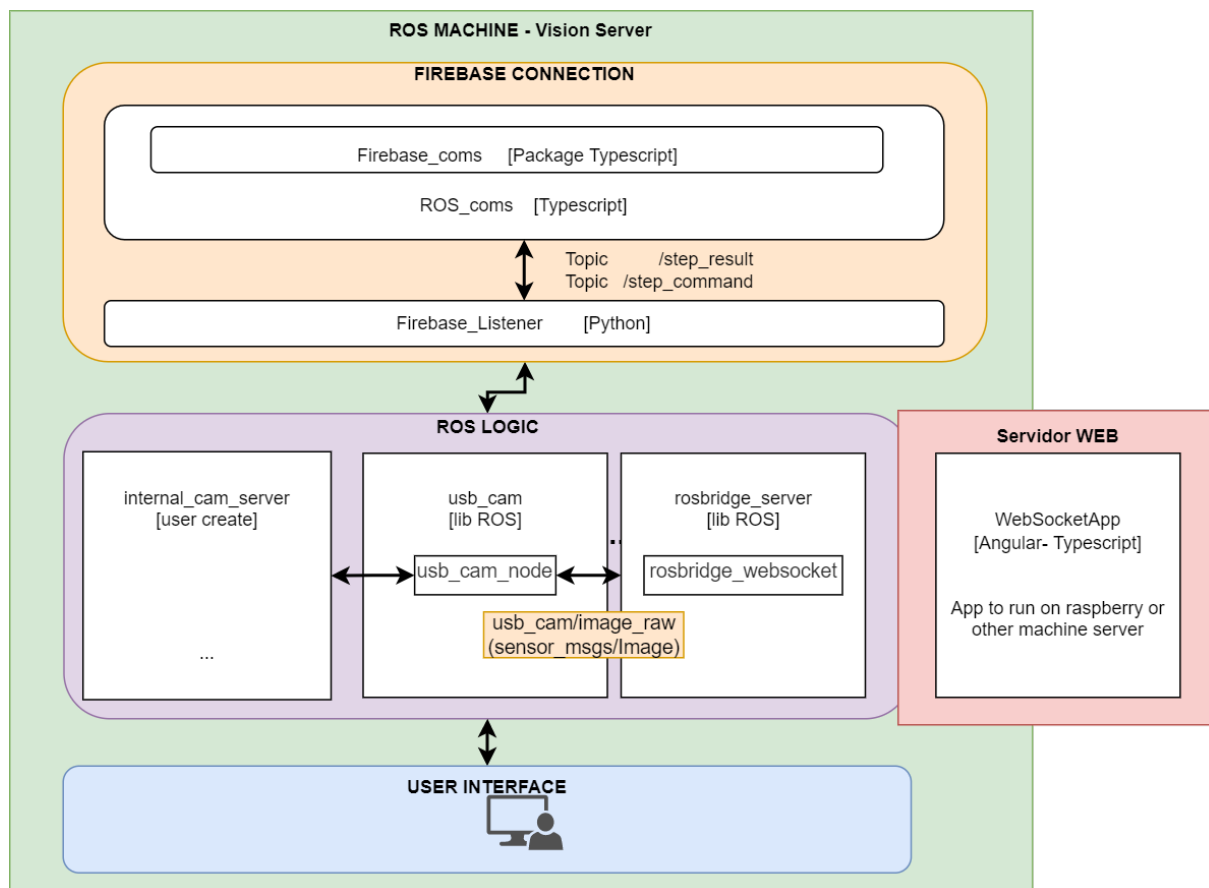 ROS MACHINE - Vision Server
FIREBASE CONNECTION
Firebase_coms [Package Typescript]
ROS_coms [Typescript]
Topic /step_result
Topic /step_command
Firebase_Listener [Python]
ROS LOGIC
internal_cam_server
[user create]
...
usb_cam
[lib ROS]
usb_cam_node
..
rosbridge_server
[lib ROS]
rosbridge_websocket
usb_cam/image_raw
(sensor_msgs/Image)
Servidor WEB
WebSocketApp
[Angular- Typescript]
App to run on raspberry or
other machine server
USER INTERFACE